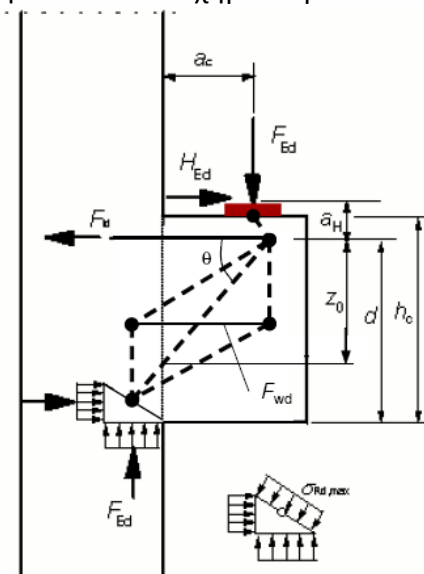 a_c
F_Ed
H_Ed
a_H
F_td
θ
z_0
d
h_c
F_wd
F_Ed
σ_Rd,max